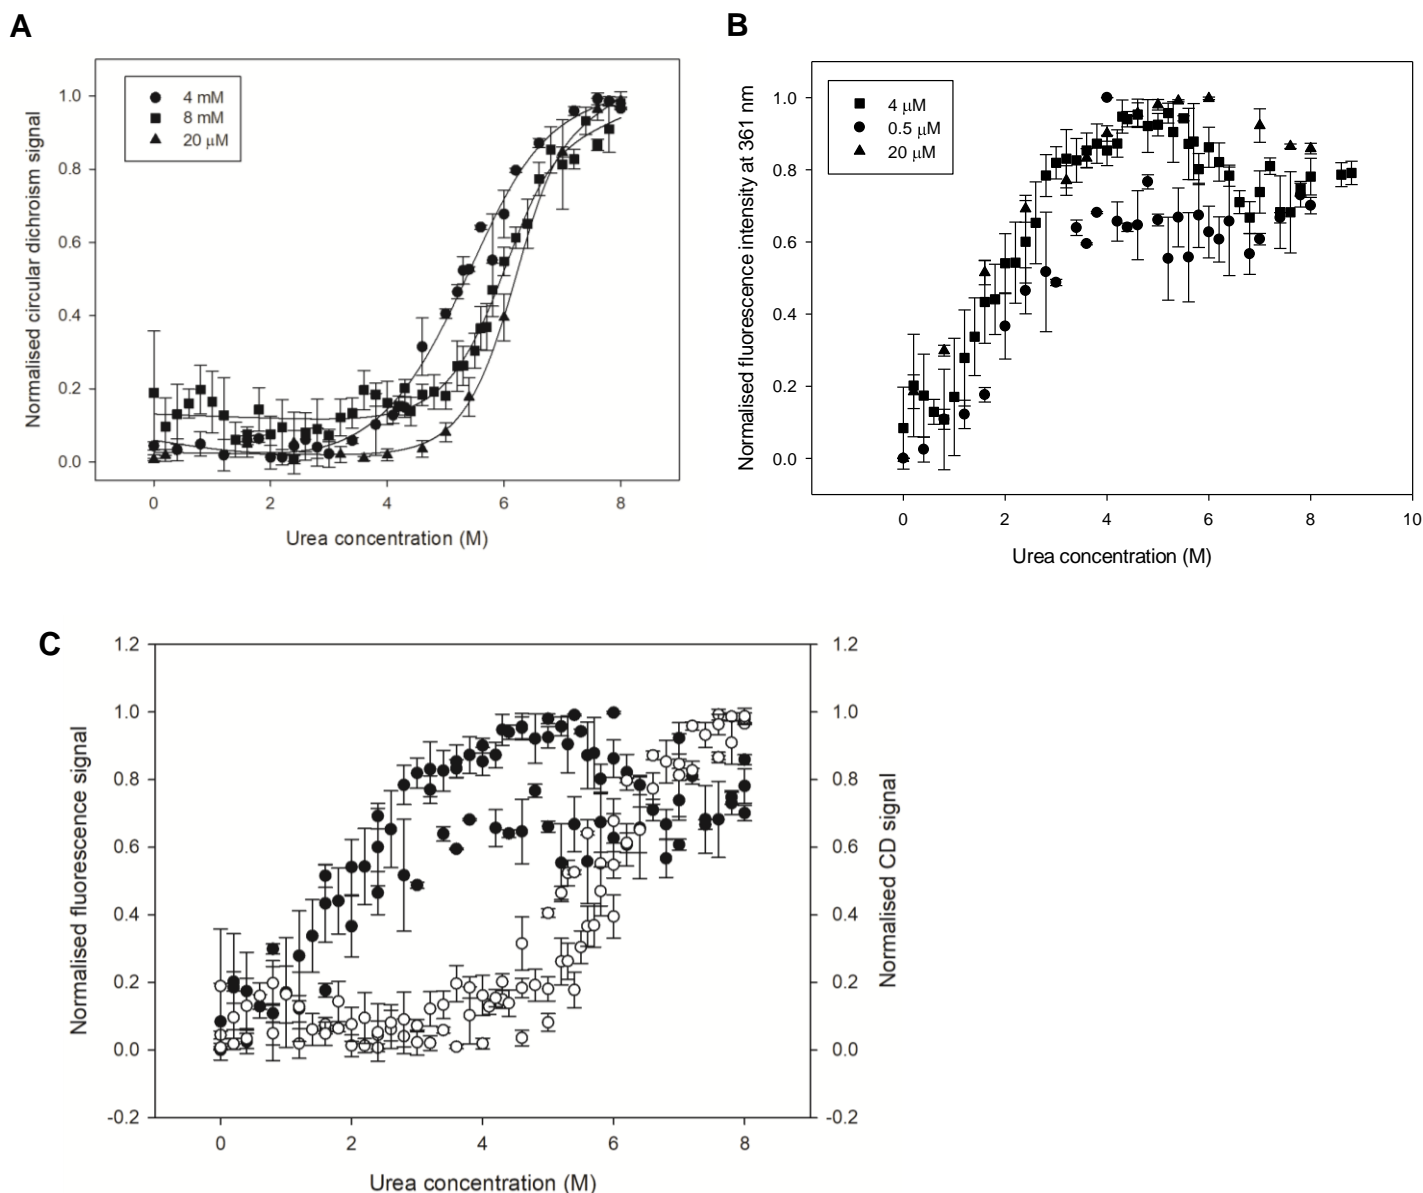 A
Normalised circular dichroism signal
4 mM
8 mM
20 μM
1.0
0.8
0.6
0.4
0.2
0.0
0 2 4 6 8
Urea concentration (M)
B
Normalised fluorescence intensity at 361 nm
4 μM
0.5 μM
20 μM
1.0
0.8
0.6
0.4
0.2
0.0
0 2 4 6 8 10
Urea concentration (M)
C
Normalised fluorescence signal
1.2
1.0
0.8
0.6
0.4
0.2
0.0
-0.2
0 2 4 6 8
Urea concentration (M)
1.2
1.0
0.8
0.6
0.4
0.2
0.0
-0.2
Normalised CD signal